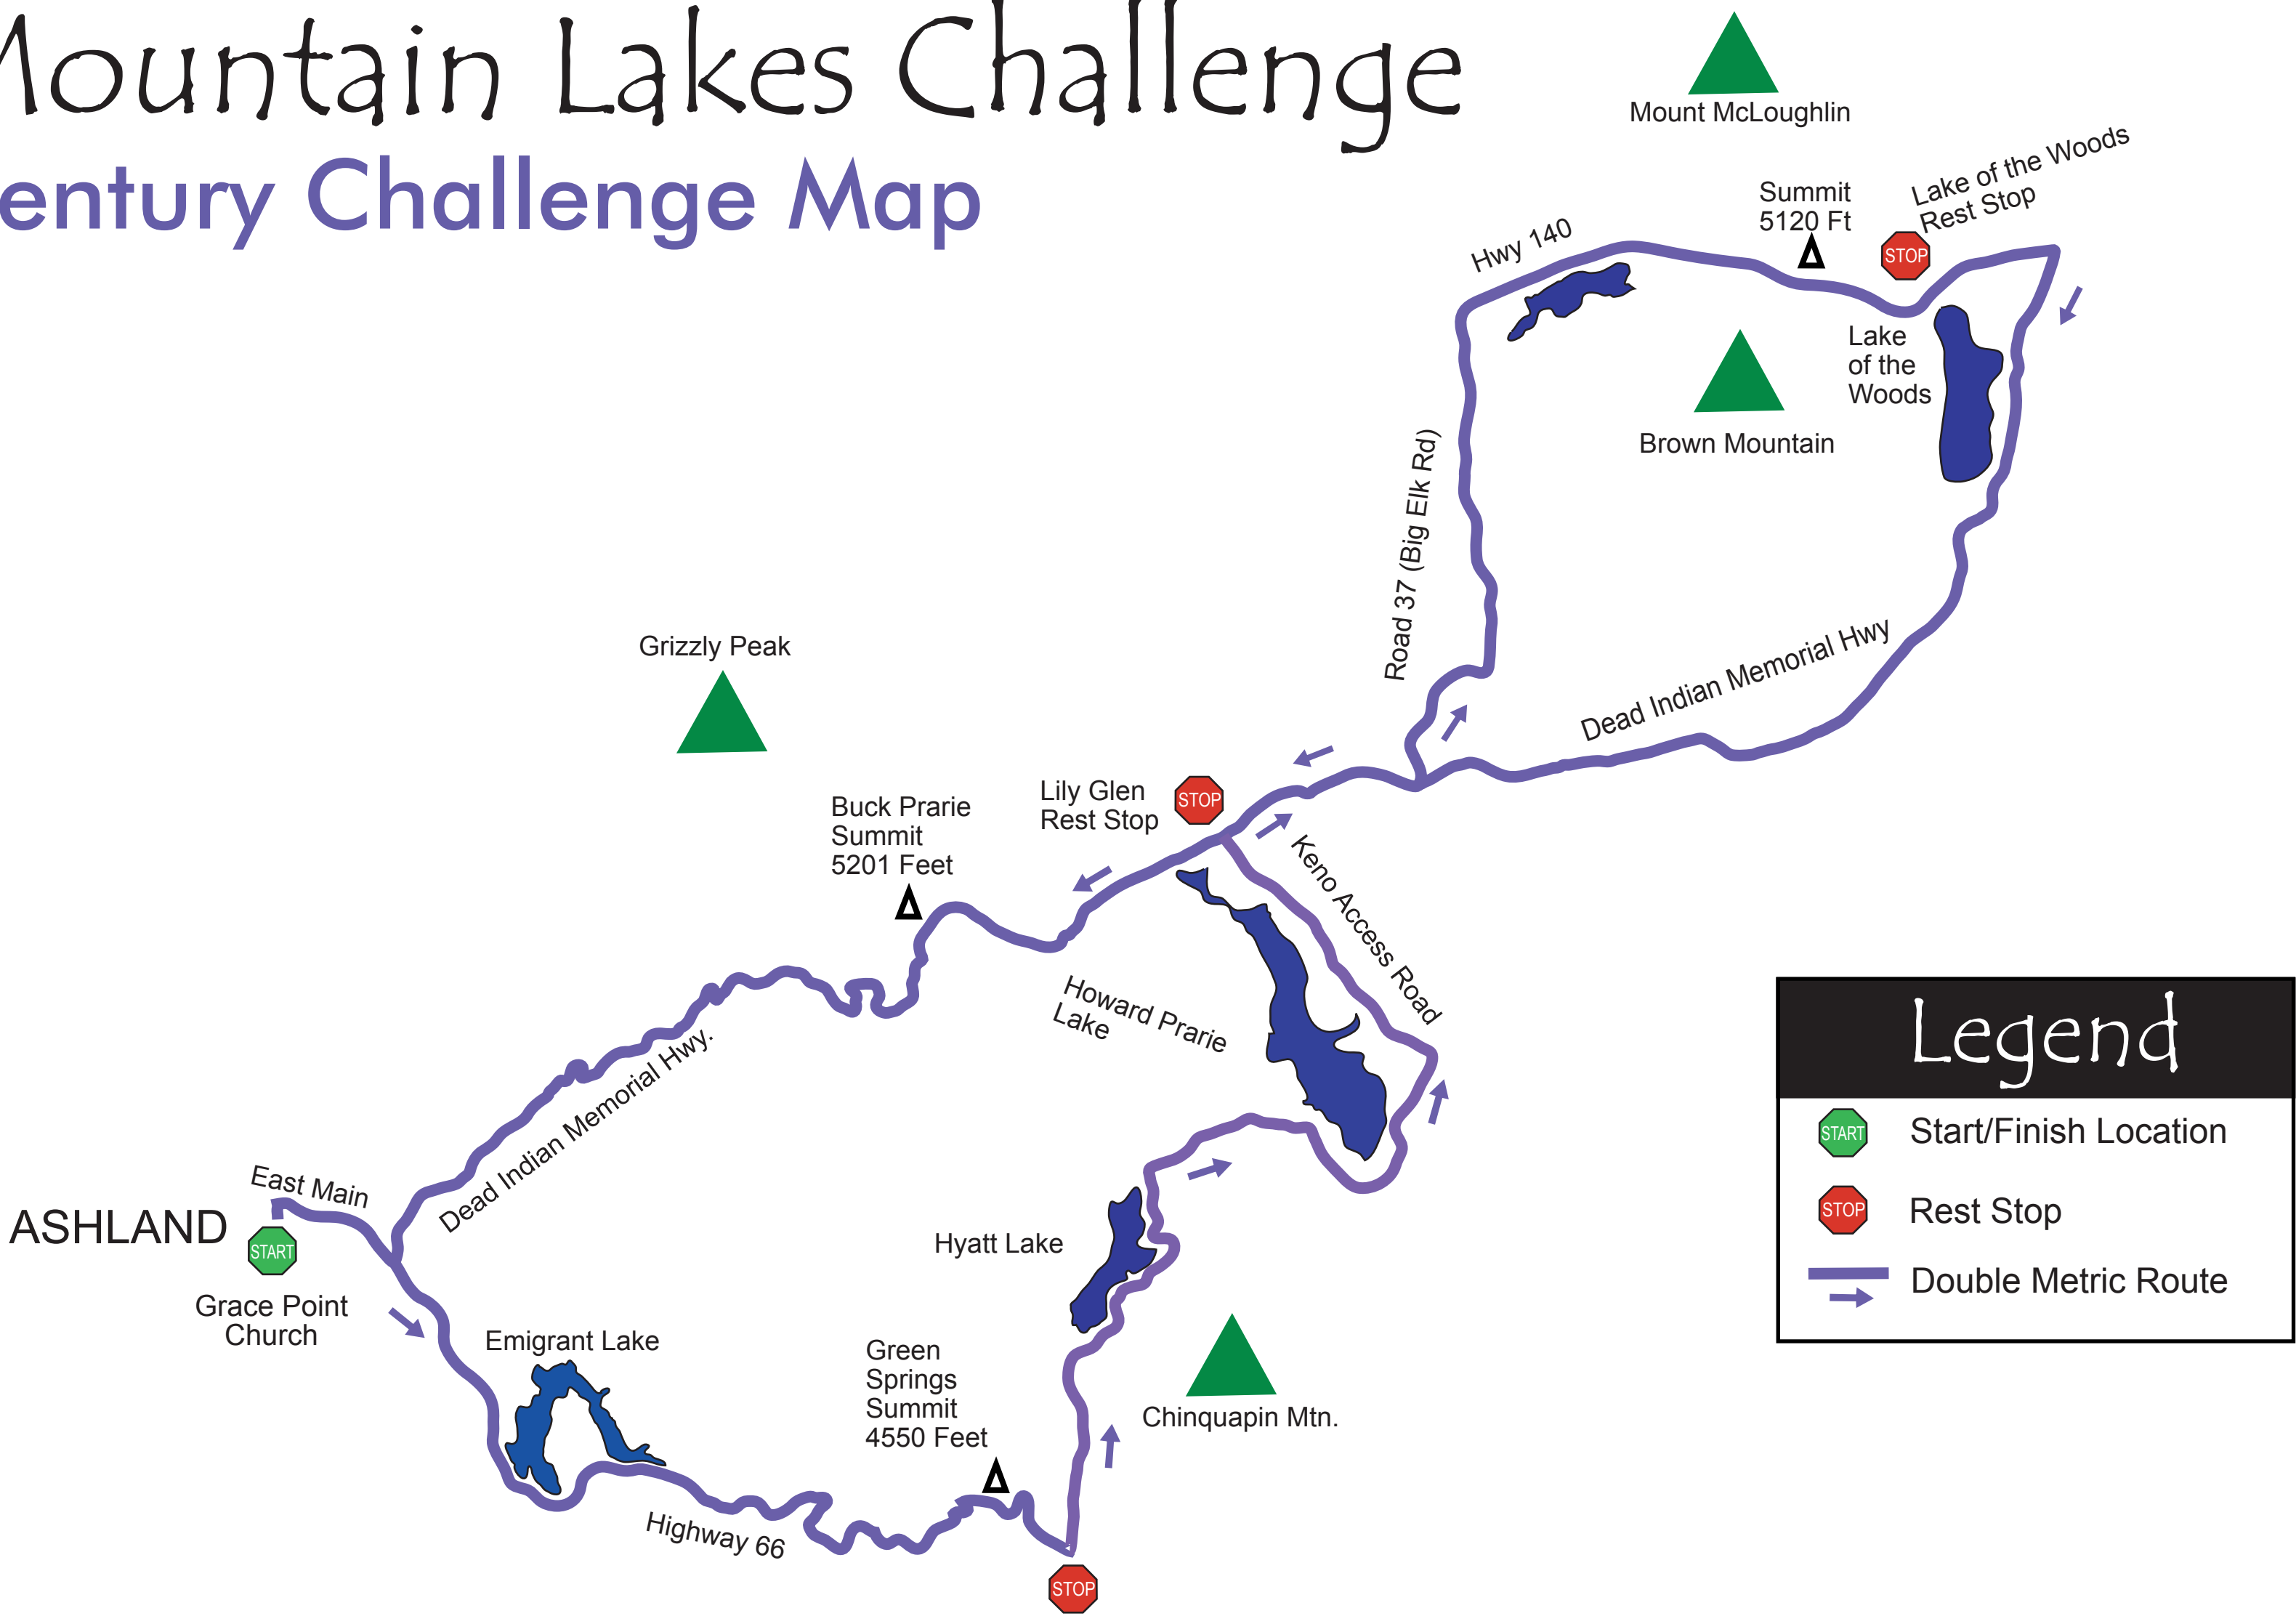 Mountain Lakes Challenge
entury Challenge Map
Mount McLoughlin
Summit
5120 Ft
Lake of the Woods
Rest Stop
STOP
Hwy 140
Lake
of the
Woods
Brown Mountain
Road 37 (Big Elk Rd)
Dead Indian Memorial Hwy
Grizzly Peak
Buck Prarie
Summit
5201 Feet
Lily Glen
Rest Stop
STOP
Keno Access Road
Howard Prarie
Lake
Dead Indian Memorial Hwy.
East Main
ASHLAND
START
Grace Point
Church
Emigrant Lake
Hyatt Lake
Green
Springs
Summit
4550 Feet
Chinquapin Mtn.
Highway 66
STOP
Legend
START
Start/Finish Location
STOP
Rest Stop
Double Metric Route